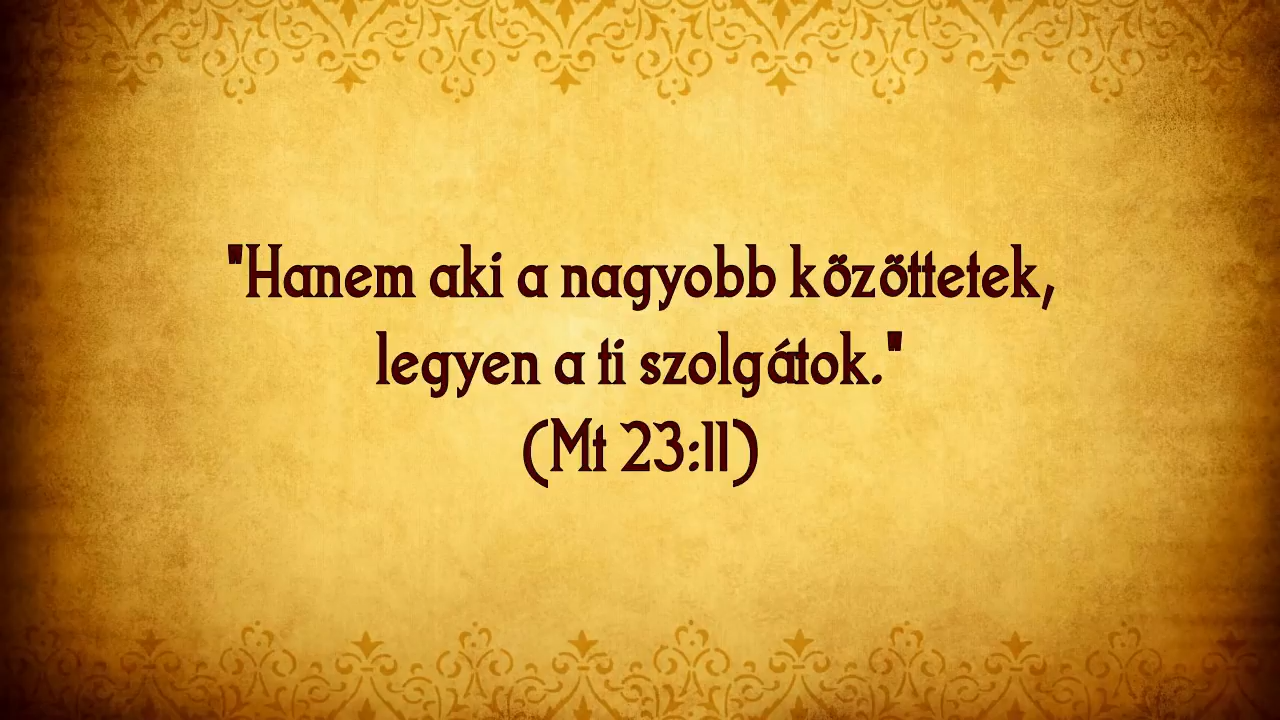 "Hanem aki a nagyobb közöttetek,
legyen a ti szolgátok."
(Mt 23:11)